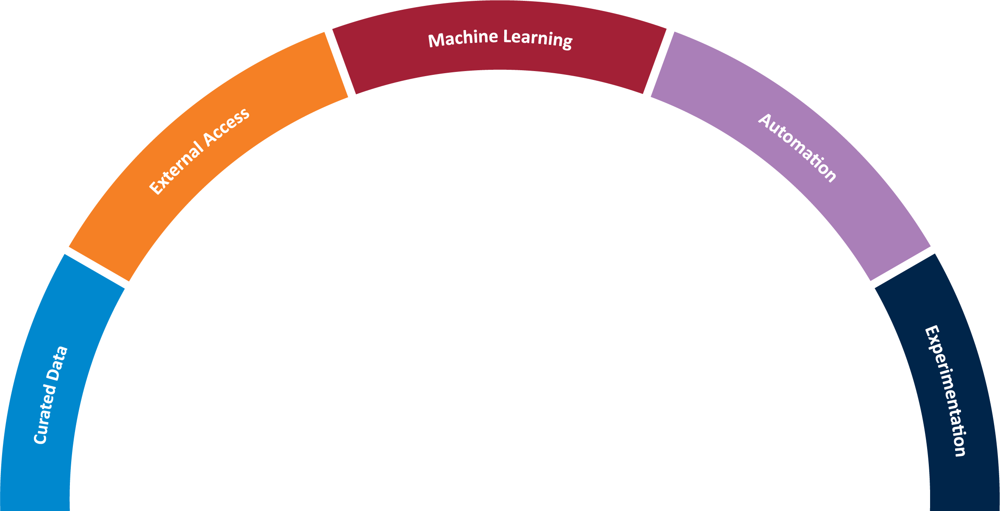 Curated Data
External Access
Machine Learning
Automation
Experimentation